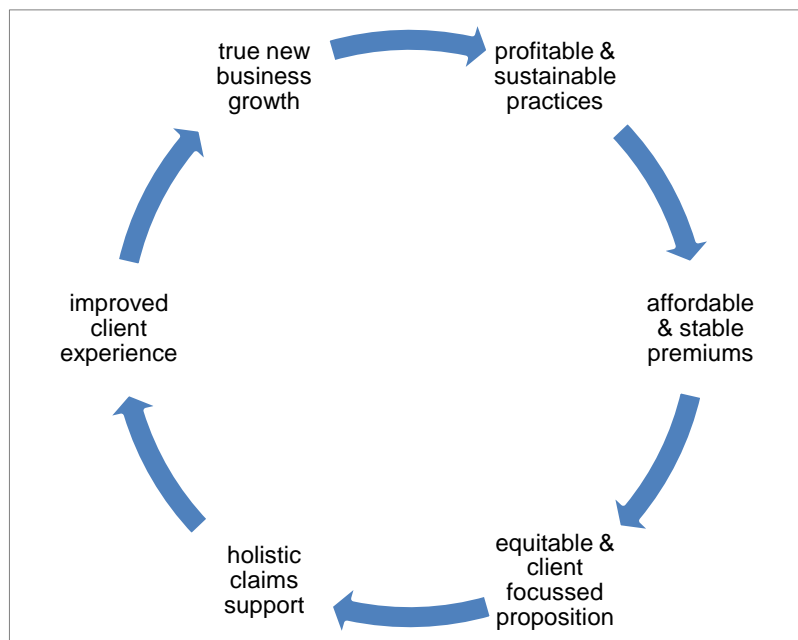 true new
business
growth
profitable &
sustainable
practices
affordable
& stable
premiums
equitable &
client
focussed
proposition
holistic
claims
support
improved
client
experience